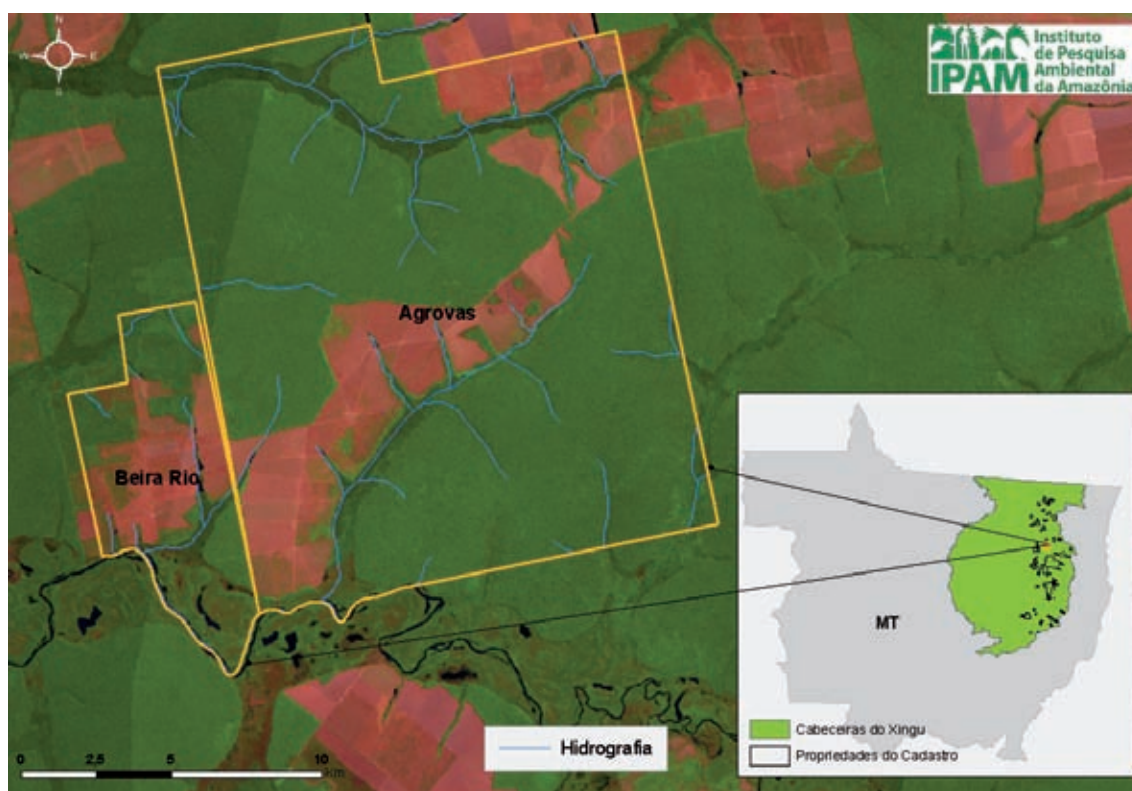 N
W
E
S
IPAM
Instituto
de Pesquisa
Ambiental
da Amazônia
Agrovas
Beira Rio
MT
Cabeceiras do Xingu
Propriedades do Cadastro
Hidrografia
0 2.5 5 10
Km